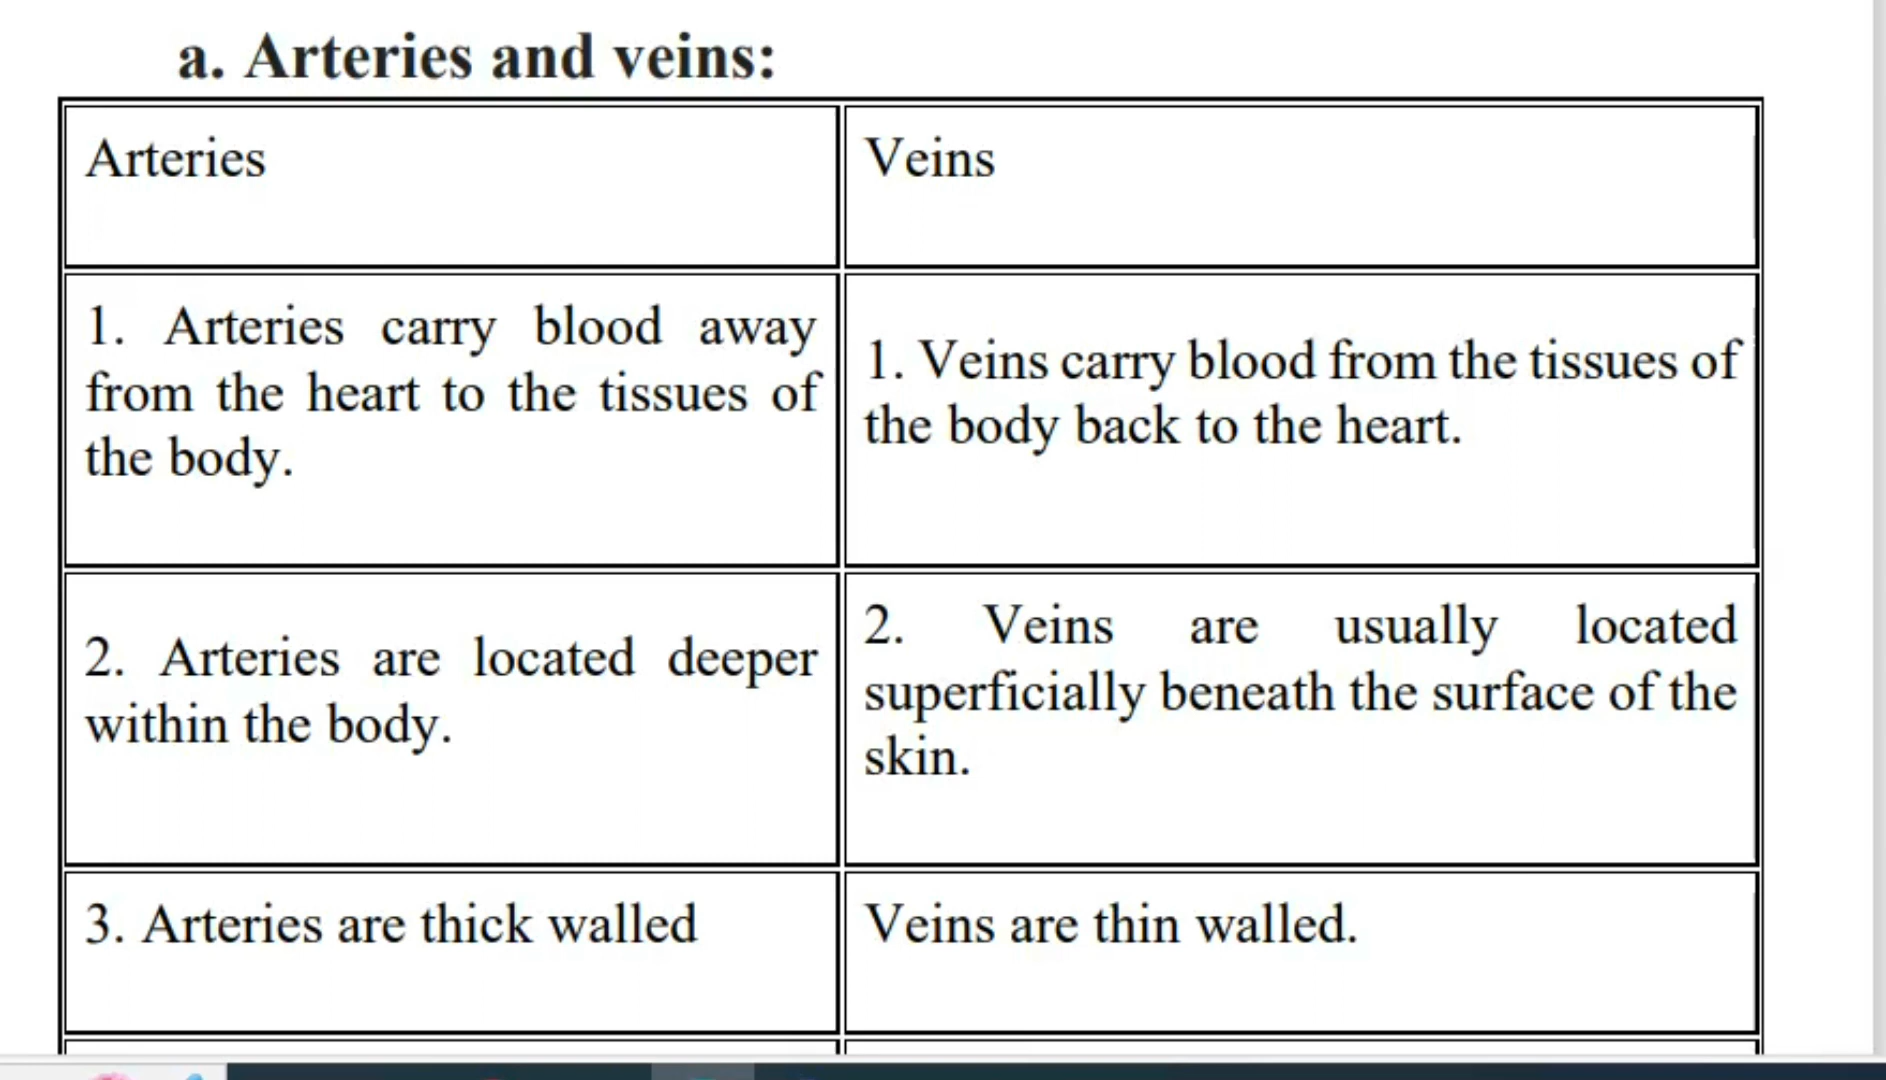 a. Arteries and veins:
Arteries
Veins
1. Arteries carry blood away
from the heart to the tissues of
the body.
1. Veins carry blood from the tissues of
the body back to the heart.
2. Arteries are located deeper
within the body.
2. Veins are usually located
superficially beneath the surface of the
skin.
3. Arteries are thick walled
Veins are thin walled.